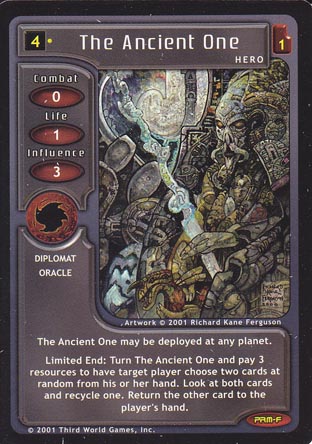 4
The Ancient One
1
HERO
Combat
0
Life
1
Influence
3
DIPLOMAT
ORACLE
Artwork © 2001 Richard Kane Ferguson
The Ancient One may be deployed at any planet.
Limited End: Turn The Ancient One and pay 3
resources to have target player choose two cards at
random from his or her hand. Look at both cards
and recycle one. Return the other card to the
player's hand.
© 2001 Third World Games, Inc.
PRM-F